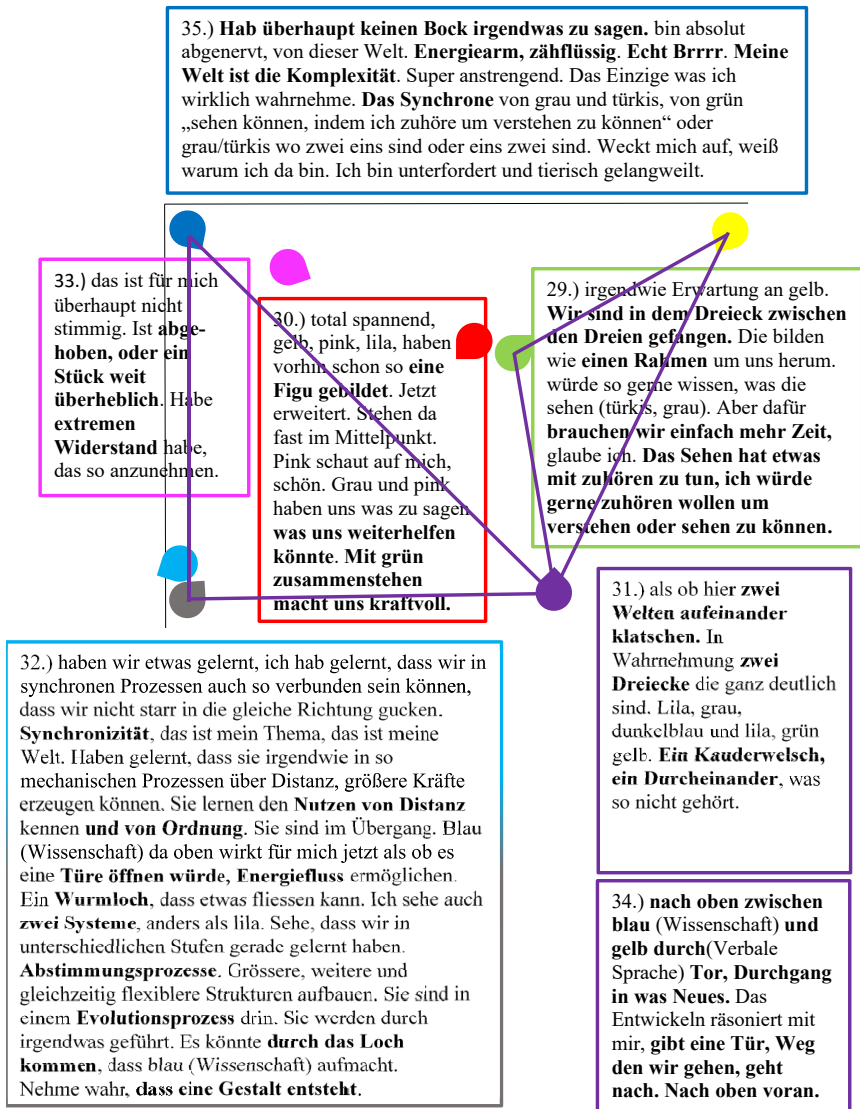 35.) Hab überhaupt keinen Bock irgendwas zu sagen. bin absolut
abgenervt, von dieser Welt. Energiearm, zähflüssig. Echt Brrrr. Meine
Welt ist die Komplexität. Super anstrengend. Das Einzige was ich
wirklich wahrnehme. Das Synchrone von grau und türkis, von grün
„sehen können, indem ich zuhöre um verstehen zu können“ oder
grau/türkis wo zwei eins sind oder eins zwei sind. Weckt mich auf, weiß
warum ich da bin. Ich bin unterfordert und tierisch gelangweilt.
33.) das ist für mich
überhaupt nicht
stimmig. Ist abge-
hoben, oder ein
Stück weit
überheblich. Habe
extremen
Widerstand habe,
das so anzunehmen.
30.) total spannend,
gelb, pink, lila, haben
vorhin schon so eine
Figu gebildet. Jetzt
erweitert. Stehen da
fast im Mittelpunkt.
Pink schaut auf mich,
schön. Grau und pink
haben uns was zu sagen
was uns weiterhelfen
könnte. Mit grün
zusammenstehen
macht uns kraftvoll.
29.) irgendwie Erwartung an gelb.
Wir sind in dem Dreieck zwischen
den Dreien gefangen. Die bilden
wie einen Rahmen um uns herum.
würde so gerne wissen, was die
sehen (türkis, grau). Aber dafür
brauchen wir einfach mehr Zeit,
glaube ich. Das Sehen hat etwas
mit zuhören zu tun, ich würde
gerne zuhören wollen um
verstehen oder sehen zu können.
31.) als ob hier zwei
Welten aufeinander
klatschen. In
Wahrnehmung zwei
Dreiecke die ganz deutlich
sind. Lila, grau,
dunkelblau und lila, grün
gelb. Ein Kauderwelsch,
ein Durcheinander, was
so nicht gehört.
32.) haben wir etwas gelernt, ich hab gelernt, dass wir in
synchronen Prozessen auch so verbunden sein können,
dass wir nicht starr in die gleiche Richtung gucken.
Synchronizität, das ist mein Thema, das ist meine
Welt. Haben gelernt, dass sie irgendwie in so
mechanischen Prozessen über Distanz, größere Kräfte
erzeugen können. Sie lernen den Nutzen von Distanz
kennen und von Ordnung. Sie sind im Übergang. Blau
(Wissenschaft) da oben wirkt für mich jetzt als ob es
eine Türe öffnen würde, Energiefluss ermöglichen.
Ein Wurmloch, dass etwas fliessen kann. Ich sehe auch
zwei Systeme, anders als lila. Sehe, dass wir in
unterschiedlichen Stufen gerade gelernt haben.
Abstimmungsprozesse. Grössere, weitere und
gleichzeitig flexiblere Strukturen aufbauen. Sie sind in
einem Evolutionsprozess drin. Sie werden durch
irgendwas geführt. Es könnte durch das Loch
kommen, dass blau (Wissenschaft) aufmacht.
Nehme wahr, dass eine Gestalt entsteht.
34.) nach oben zwischen
blau (Wissenschaft) und
gelb durch(Verbale
Sprache) Tor, Durchgang
in was Neues. Das
Entwickeln räsoniert mit
mir, gibt eine Tür, Weg
den wir gehen, geht
nach. Nach oben voran.